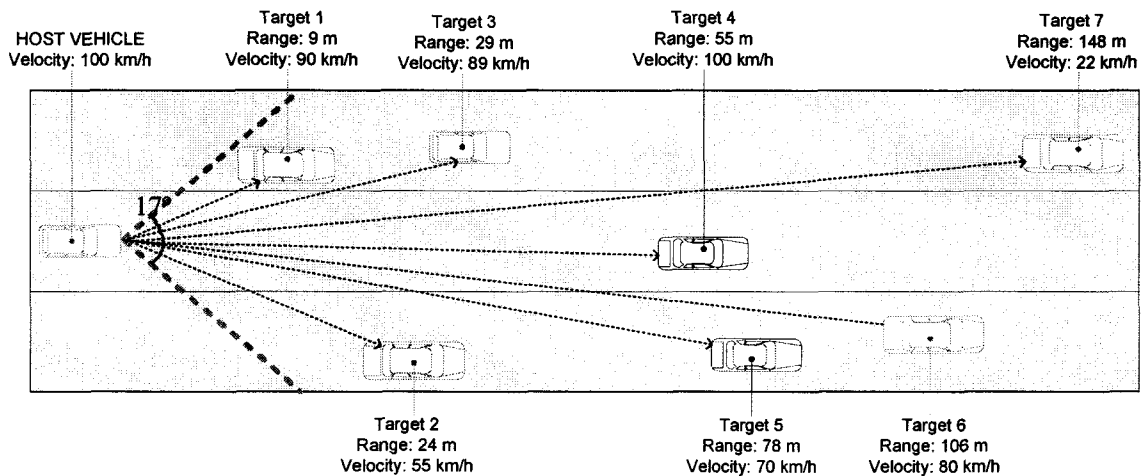 HOST VEHICLE
Velocity: 100 km/h
Target 1
Range: 9 m
Velocity: 90 km/h
Target 3
Range: 29 m
Velocity: 89 km/h
Target 4
Range: 55 m
Velocity: 100 km/h
Target 7
Range: 148 m
Velocity: 22 km/h
17°
Target 2
Range: 24 m
Velocity: 55 km/h
Target 5
Range: 78 m
Velocity: 70 km/h
Target 6
Range: 106 m
Velocity: 80 km/h